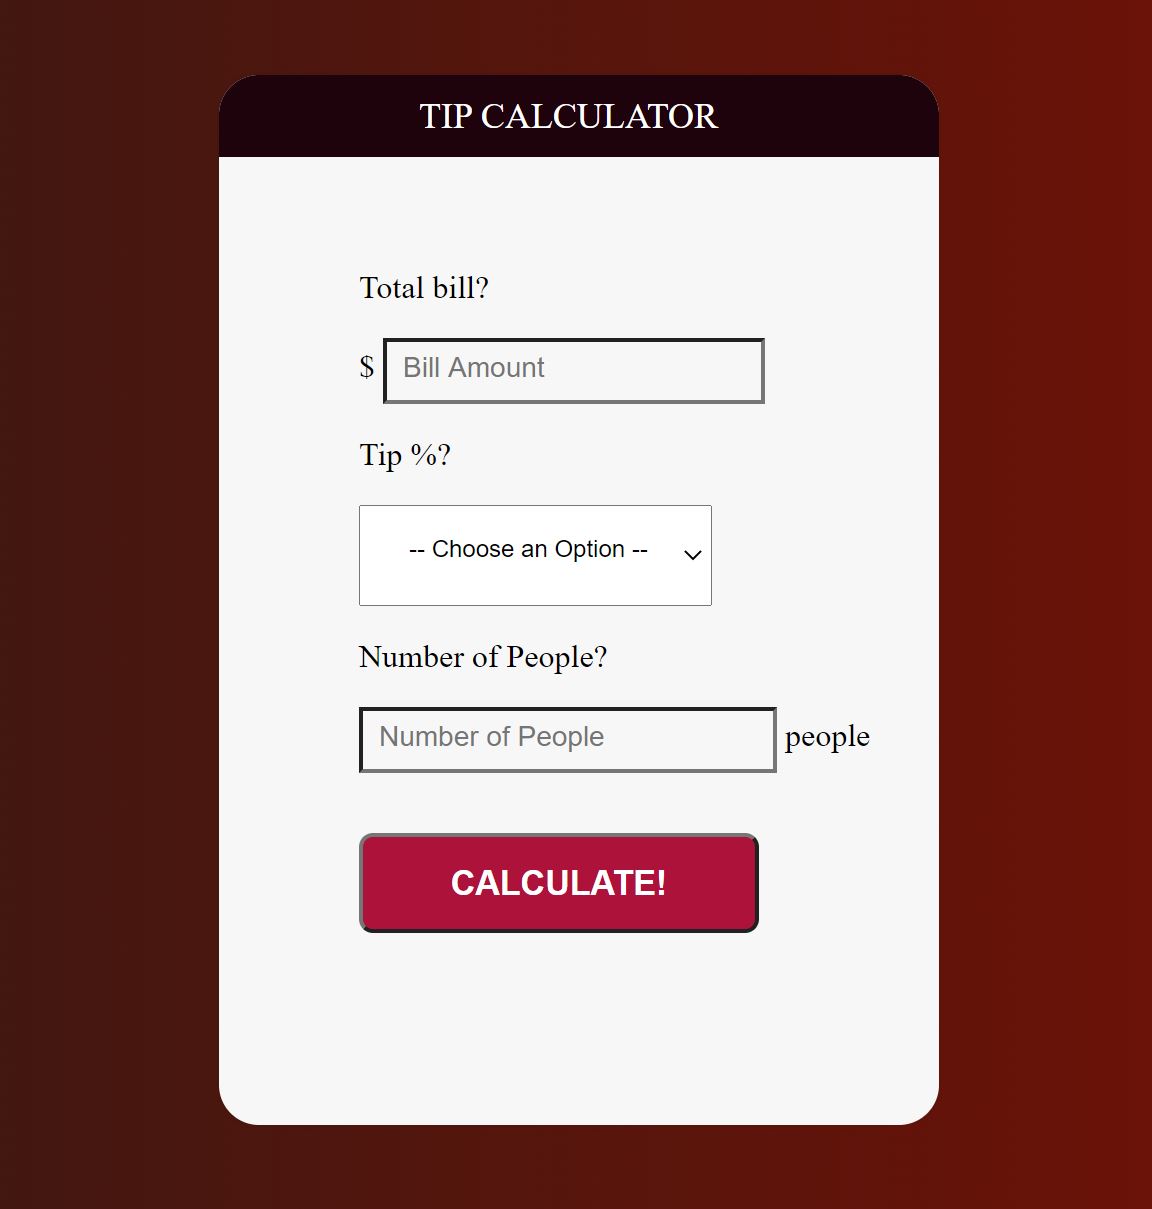 TIP CALCULATOR
Total bill?
$ Bill Amount
Tip %?
-- Choose an Option --
Number of People?
Number of People people
CALCULATE!